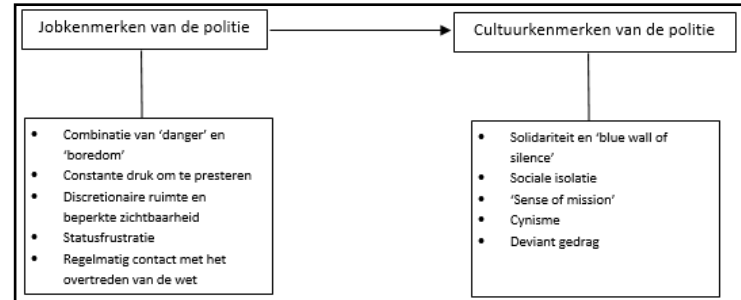 Jobkenmerken van de politie
Cultuurkenmerken van de politie
• Combinatie van ‘danger’ en
‘boredom’
• Constante druk om te presteren
• Discretionaire ruimte en
beperkte zichtbaarheid
• Statusfrustratie
• Regelmatig contact met het
overtreden van de wet
• Solidariteit en ‘blue wall of
silence’
• Sociale isolatie
• ‘Sense of mission’
• Cynisme
• Deviant gedrag